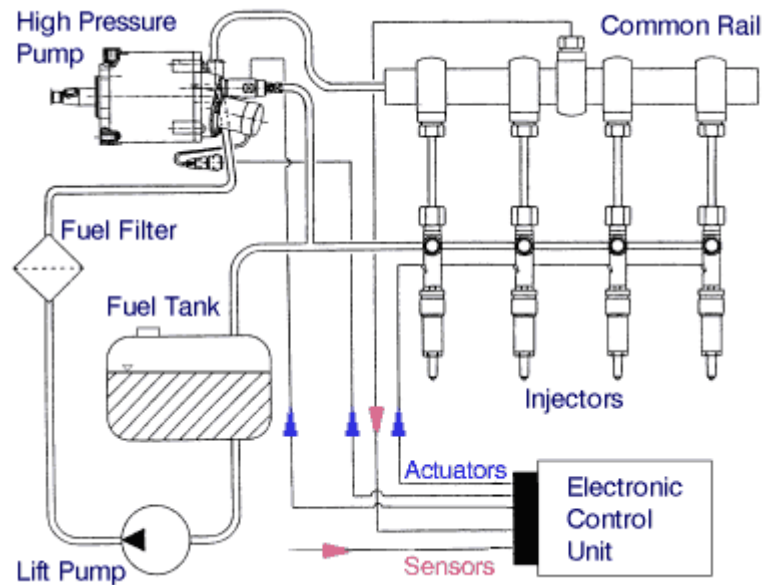 High Pressure
Pump
Common Rail
Fuel Filter
Fuel Tank
Injectors
Actuators
Electronic
Control
Unit
Sensors
Lift Pump